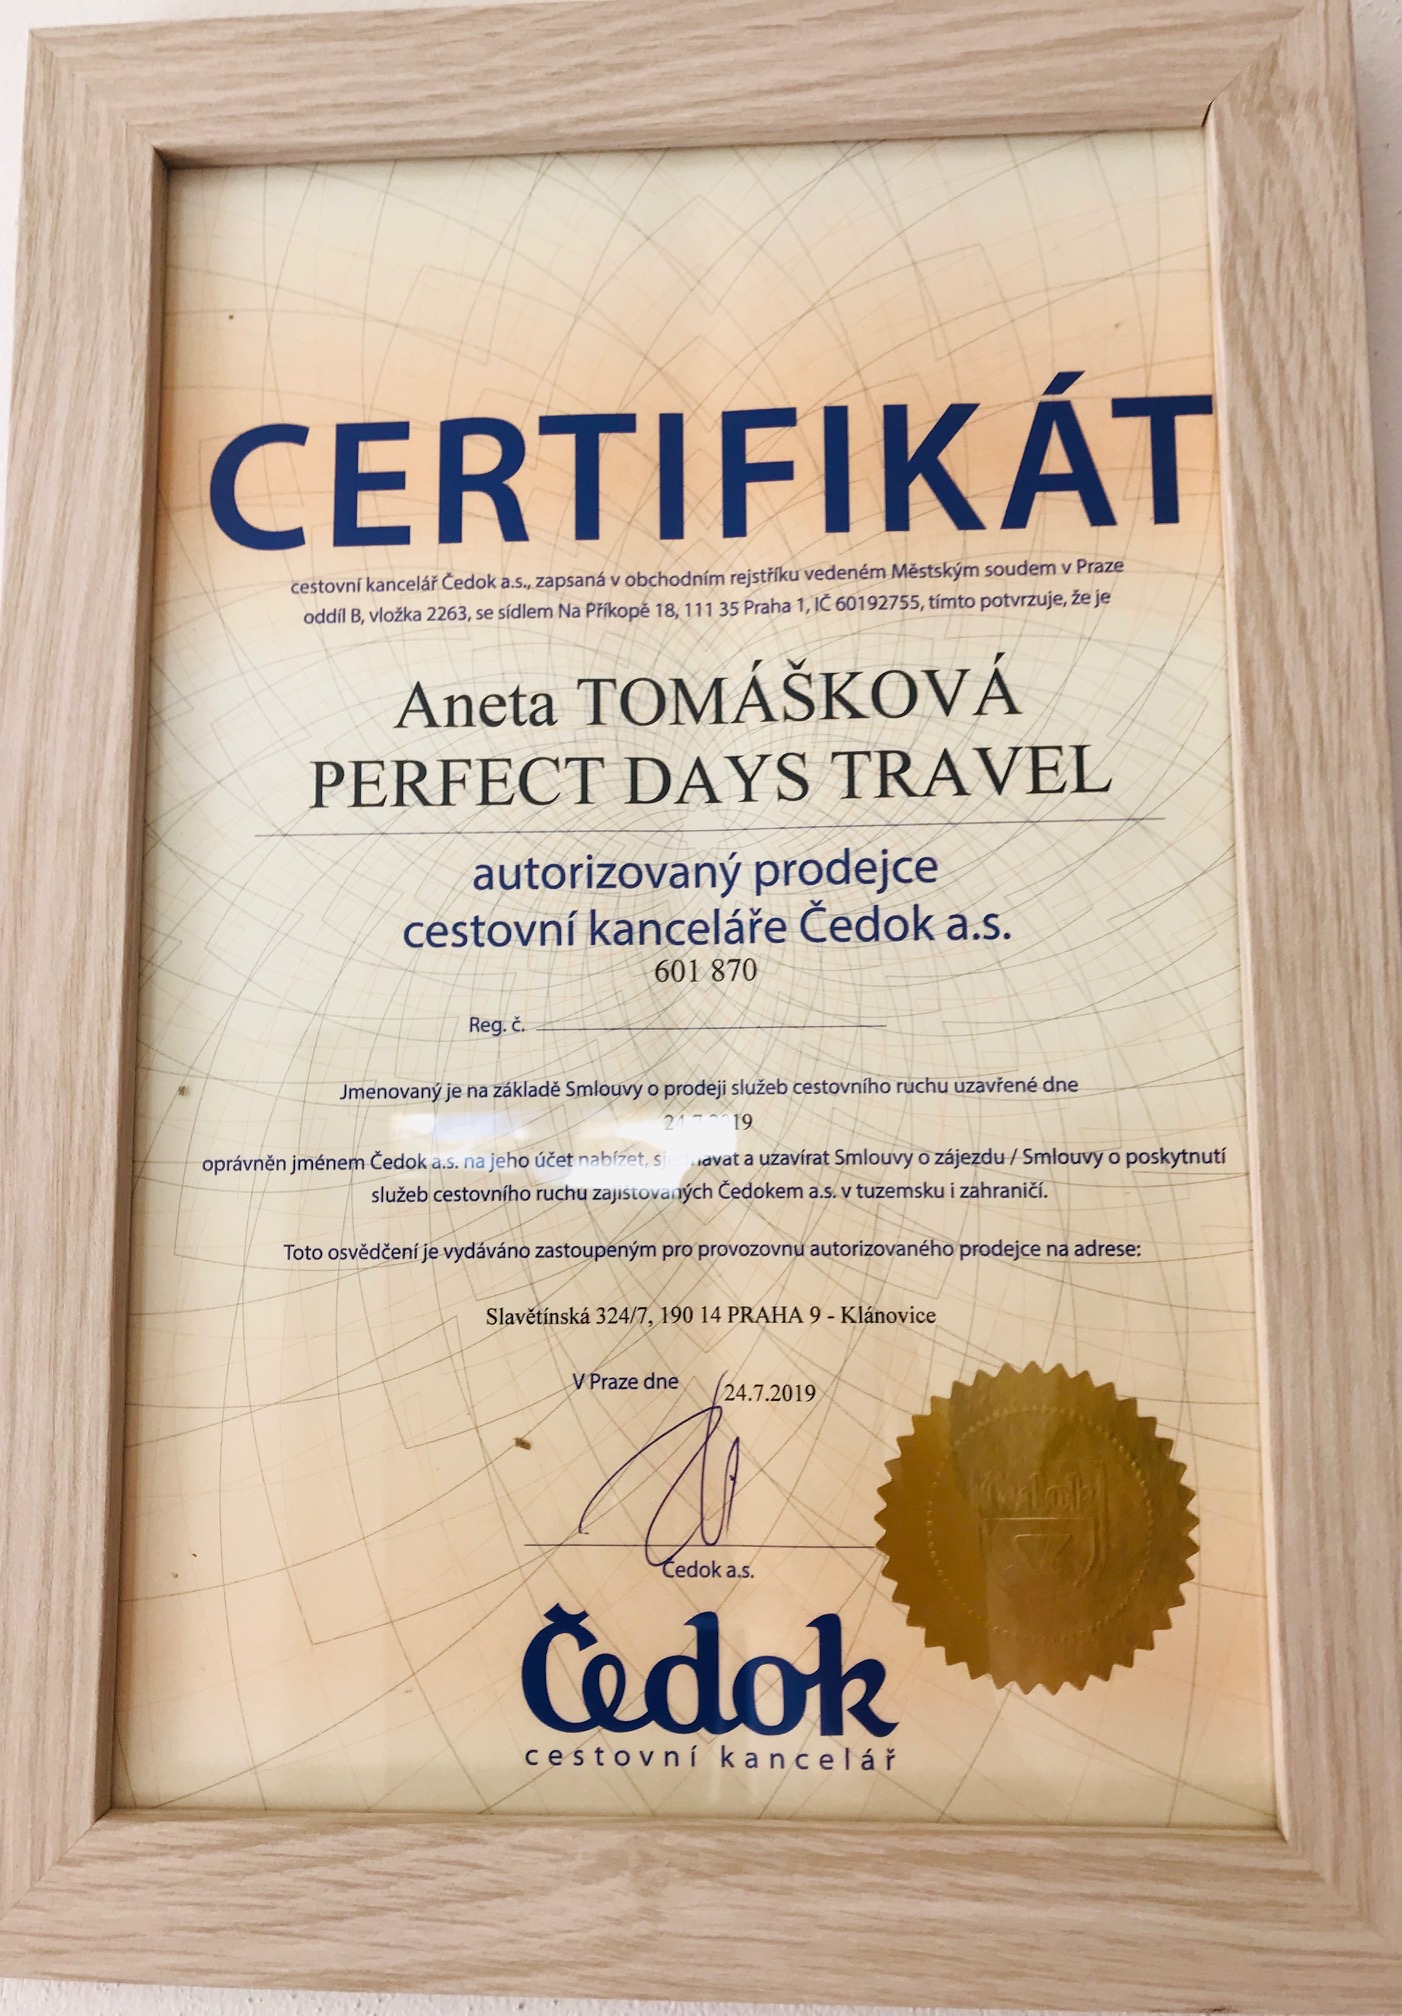 CERTIFIKÁT
cestovní kancelář Čedok a.s., zapsaná v obchodním rejstříku vedeném Městským soudem v Praze
oddíl B, vložka 2263, se sídlem Na Příkopě 18, 111 35 Praha 1, IČ 60192755, tímto potvrzuje, že je
Aneta TOMÁŠKOVÁ
PERFECT DAYS TRAVEL
autorizovaný prodejce
cestovní kanceláře Čedok a.s.
601 870
Reg. č.
Jmenovaný je na základě Smlouvy o prodeji služeb cestovního ruchu uzavřené dne
oprávněn jménem Čedok a.s. na jeho účet nabízet, a uzavírat Smlouvy o zájezdu / Smlouvy o poskytnutí
služeb cestovního ruchu zajišťovaných Čedokem a.s. v tuzemsku i zahraničí.
Toto osvědčení je vydáváno zastoupeným pro provozovnu autorizovaného prodejce na adrese:
Slavětínská 324/7, 190 14 PRAHA 9 - Klánovice
V Praze dne 24.7.2019
Čedok a.s.
Čedok
cestovní kancelář